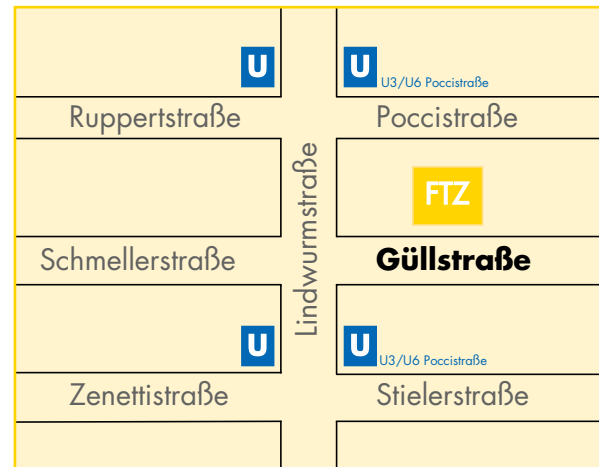 U U
U3/U6 Poccistraße
Ruppertstraße Poccistraße
Lindwurmstraße
FTZ
Schmellerstraße Güllstraße
U U
U3/U6 Poccistraße
Zenettistraße Stielerstraße